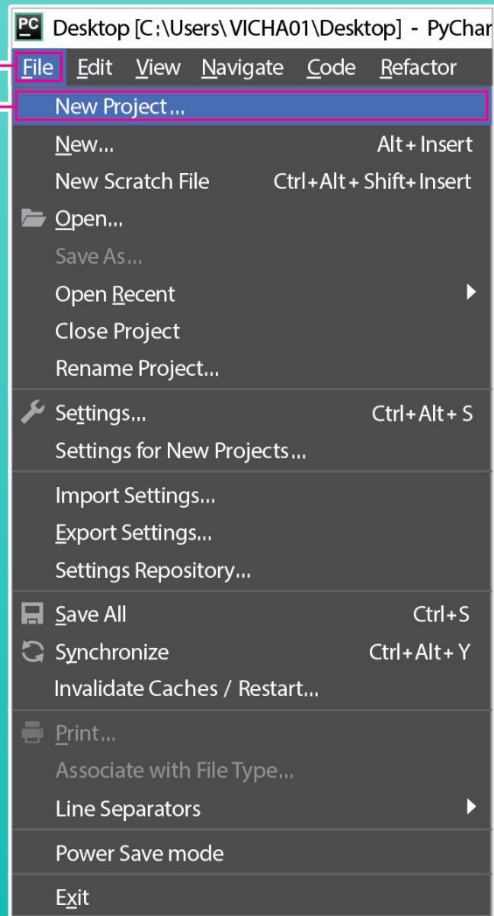 PC Desktop [C:\Users\VICHA01\Desktop] - PyChar
File Edit View Navigate Code Refactor
New Project...
New... Alt+Insert
New Scratch File Ctrl+Alt+Shift+Insert
Open...
Save As...
Open Recent
Close Project
Rename Project...
Settings... Ctrl+Alt+S
Settings for New Projects...
Import Settings...
Export Settings...
Settings Repository...
Save All Ctrl+S
Synchronize Ctrl+Alt+Y
Invalidate Caches / Restart...
Print...
Associate with File Type...
Line Separators
Power Save mode
Exit